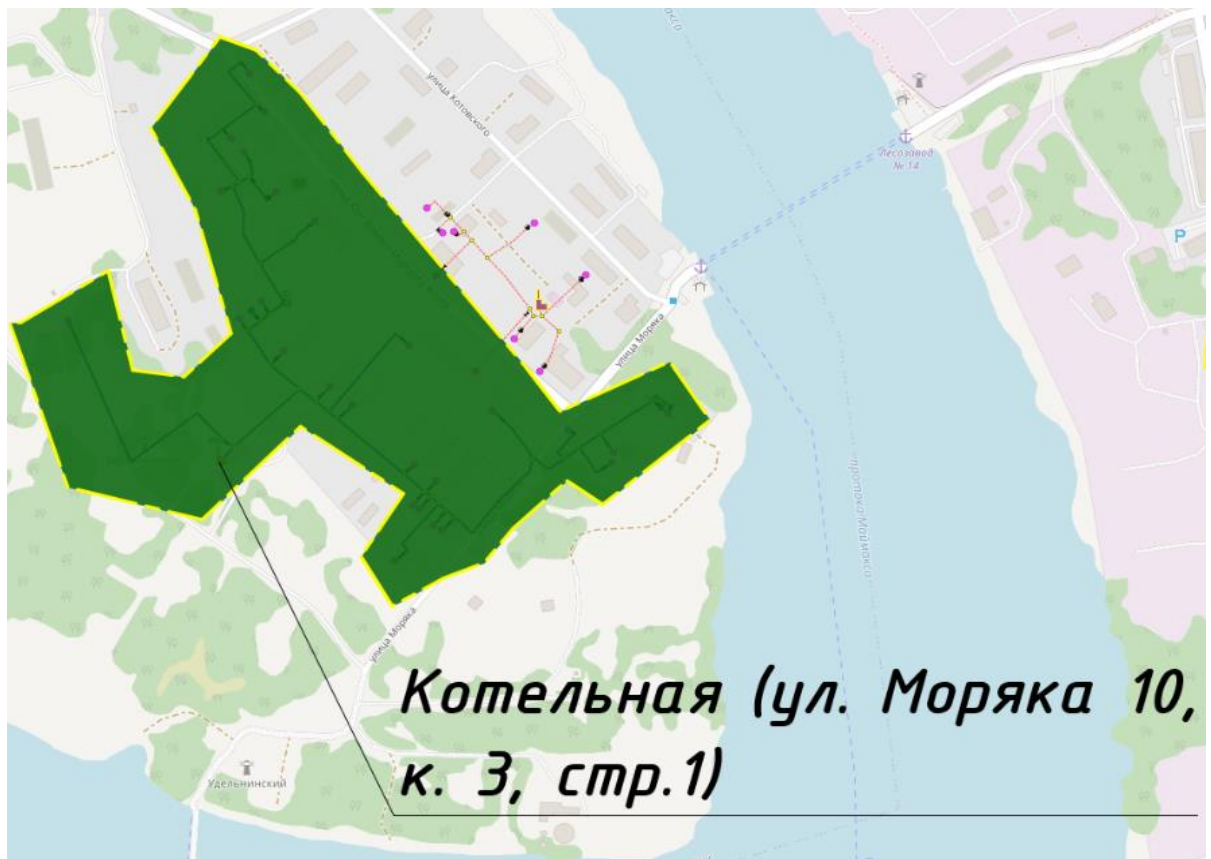 улица Котовского
Лесозавод
№ 14
P
улица Моряка
протока Маймакса
улица Моряка
Удельнинский
Котельная (ул. Моряка 10,
к. 3, стр.1)